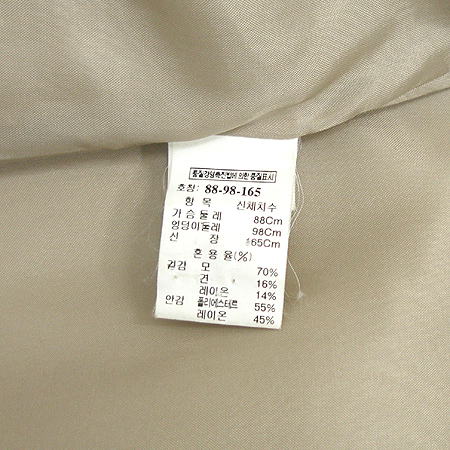 품질경영촉진법에 의한 품질표시
호칭: 88-98-165
항 목 신체치수
가슴둘레 88Cm
엉덩이둘레 98Cm
신 장 165Cm
혼용율(%)
겉감 모 70%
견 16%
레이온 14%
안감 폴리에스터르 55%
레이온 45%